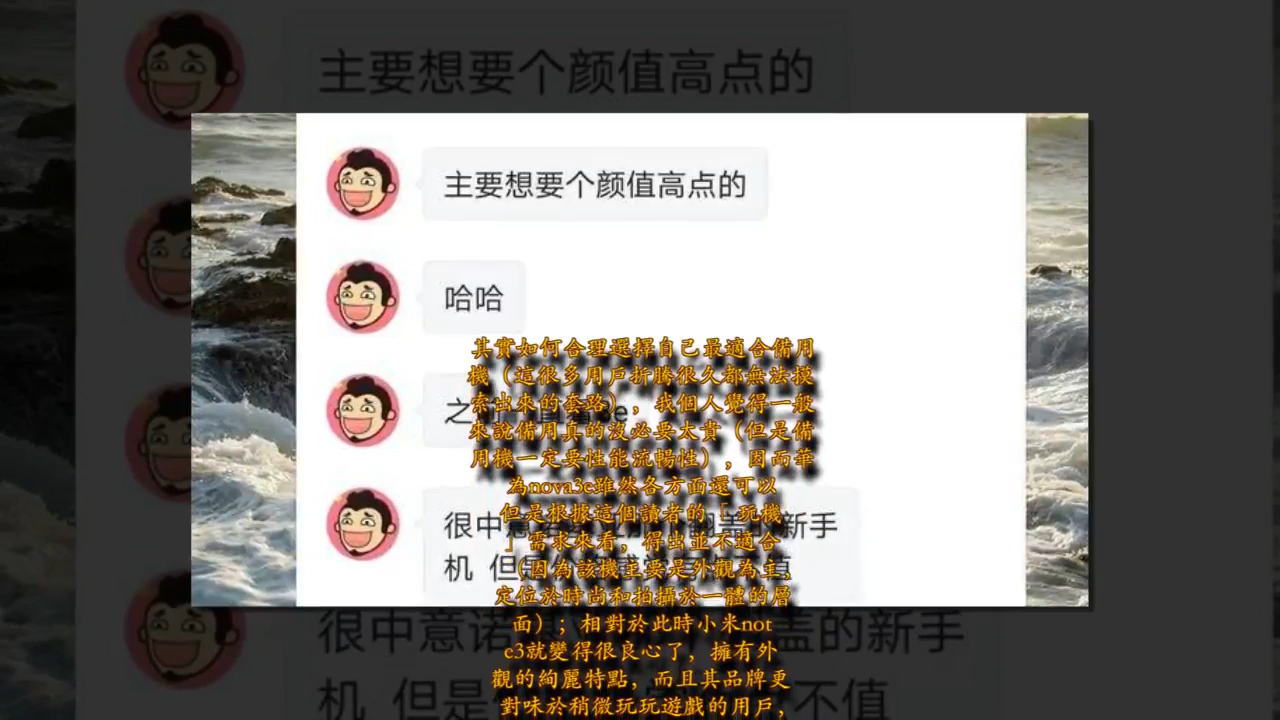 主要想要个颜值高点的
主要想要个颜值高点的
哈哈
之
其實如何合理選擇自己最適合備用
機（這很多用戶折騰很久都無法摸
索出來的套路），我個人覺得一般
來說備用真的沒必要太貴（但是備
用機一定要性能流暢性），因而華
為nova3e雖然各方面還可以
但是根據這個讀者的「玩機
」需求來看，得出並不適合
（因為該機主要是外觀為主，
定位於時尚和拍攝於一體的層
面）；相對於此時小米not
e3就變得很良心了，擁有外
觀的絢麗特點，而且其品牌更
對味於稍微玩玩遊戲的用戶，
很中意 新手
机 但是 值
很中意诺 盖的新手
机 但是 不值